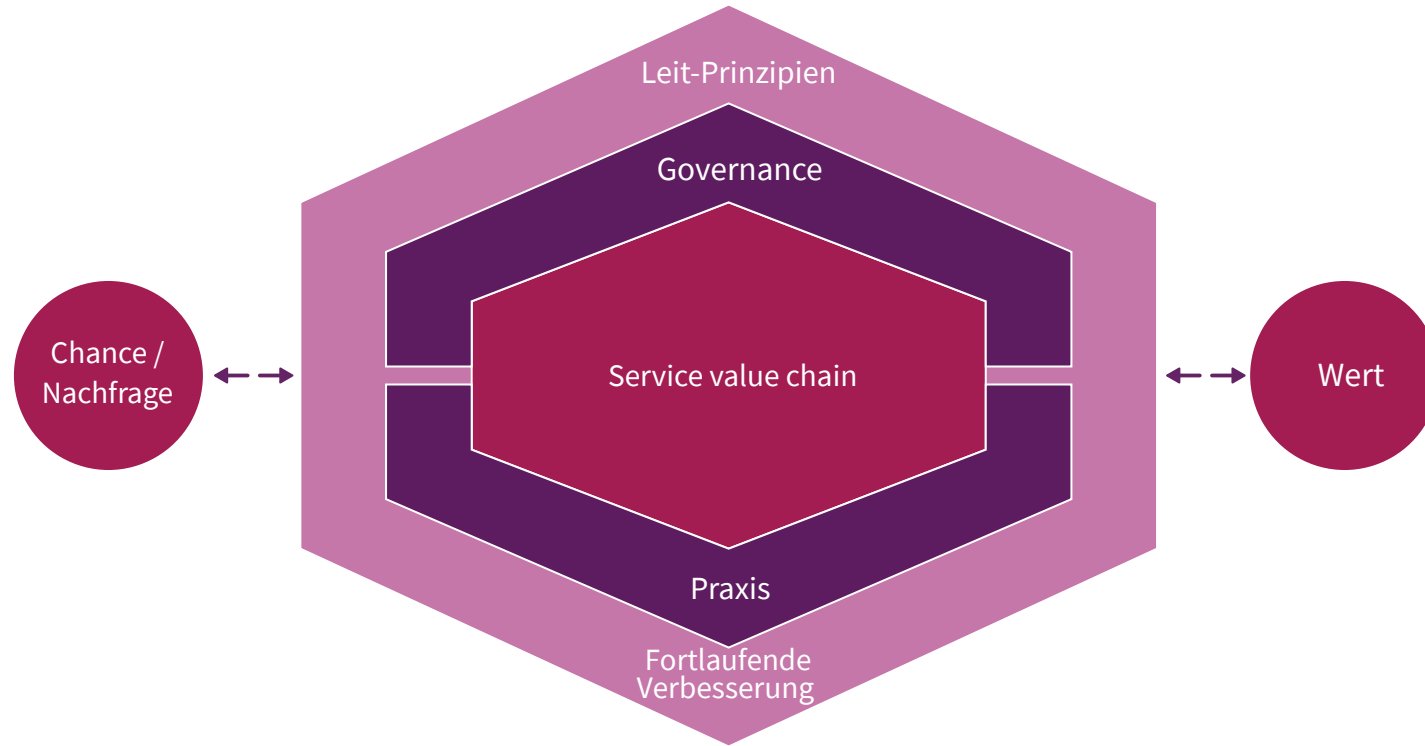 Leit-Prinzipien
Governance
Chance /
Nachfrage
Service value chain
Wert
Praxis
Fortlaufende
Verbesserung